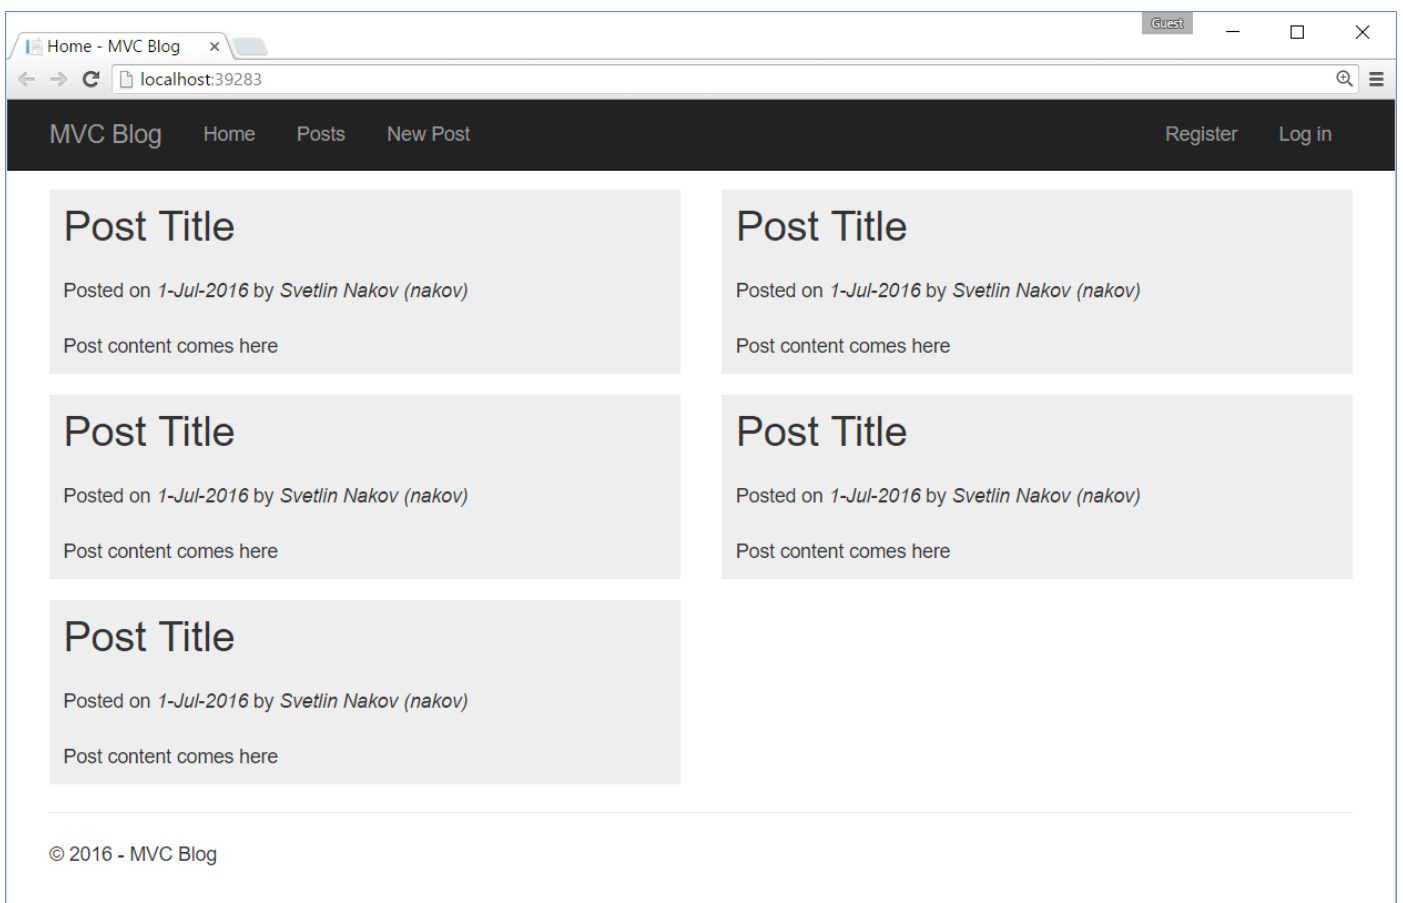 Guest
Home - MVC Blog
localhost:39283
MVC Blog Home Posts New Post Register Log in
Post Title
Posted on 1-Jul-2016 by Svetlin Nakov (nakov)
Post content comes here
Post Title
Posted on 1-Jul-2016 by Svetlin Nakov (nakov)
Post content comes here
Post Title
Posted on 1-Jul-2016 by Svetlin Nakov (nakov)
Post content comes here
Post Title
Posted on 1-Jul-2016 by Svetlin Nakov (nakov)
Post content comes here
Post Title
Posted on 1-Jul-2016 by Svetlin Nakov (nakov)
Post content comes here
© 2016 - MVC Blog